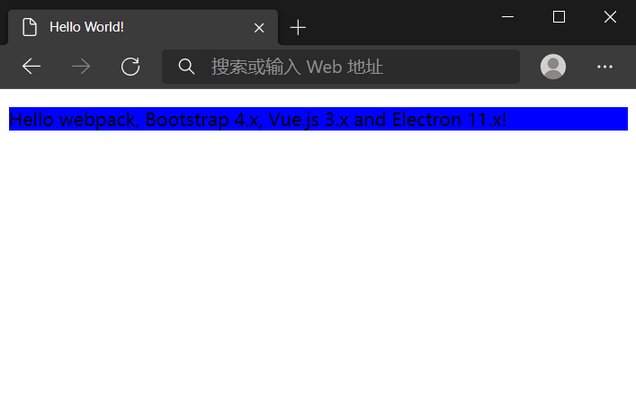 Hello World!
搜索或输入 Web 地址
Hello webpack, Bootstrap 4.x, Vue.js 3.x and Electron 11.x!